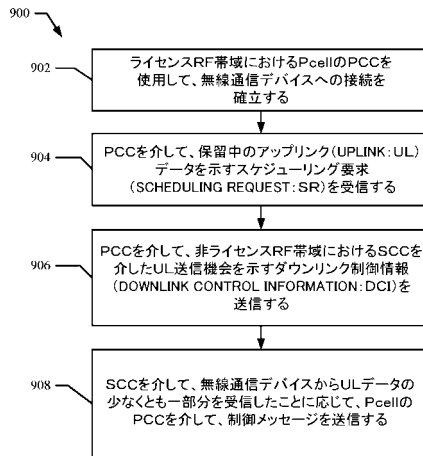 900
902
ライセンスRF帯域におけるPcellのPCCを
使用して、無線通信デバイスへの接続を
確立する
904
PCCを介して、保留中のアップリンク(UPLINK:UL)
データを示すスケジューリング要求
(SCHEDULING REQUEST:SR)を受信する
906
PCCを介して、非ライセンスRF帯域におけるSCCを
介したUL送信機会を示すダウンリンク制御情報
(DOWNLINK CONTROL INFORMATION:DCI)を
送信する
908
SCCを介して、無線通信デバイスからULデータの
少なくとも一部分を受信したことに応じて、Pcellの
PCCを介して、制御メッセージを送信する